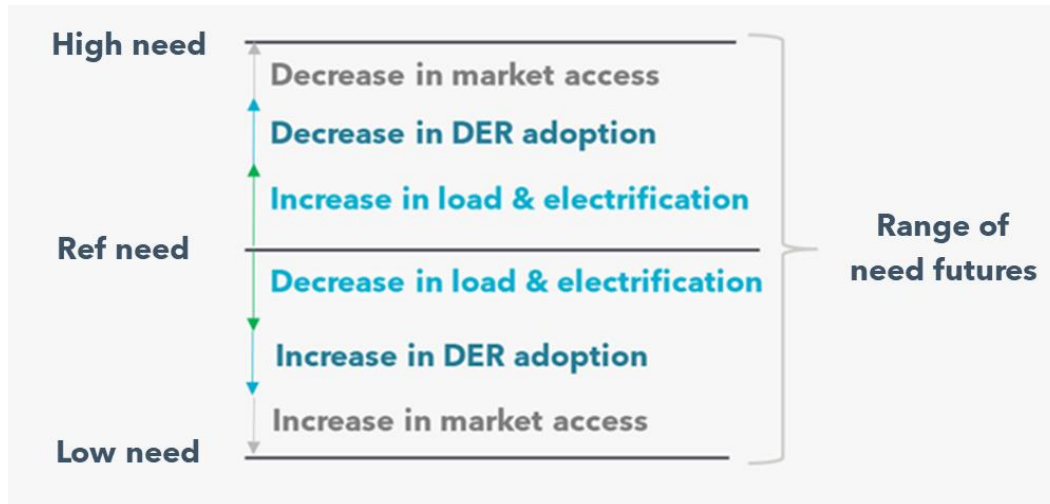 High need
Decrease in market access
Decrease in DER adoption
Increase in load & electrification
Ref need
Decrease in load & electrification
Increase in DER adoption
Increase in market access
Low need
Range of
need futures